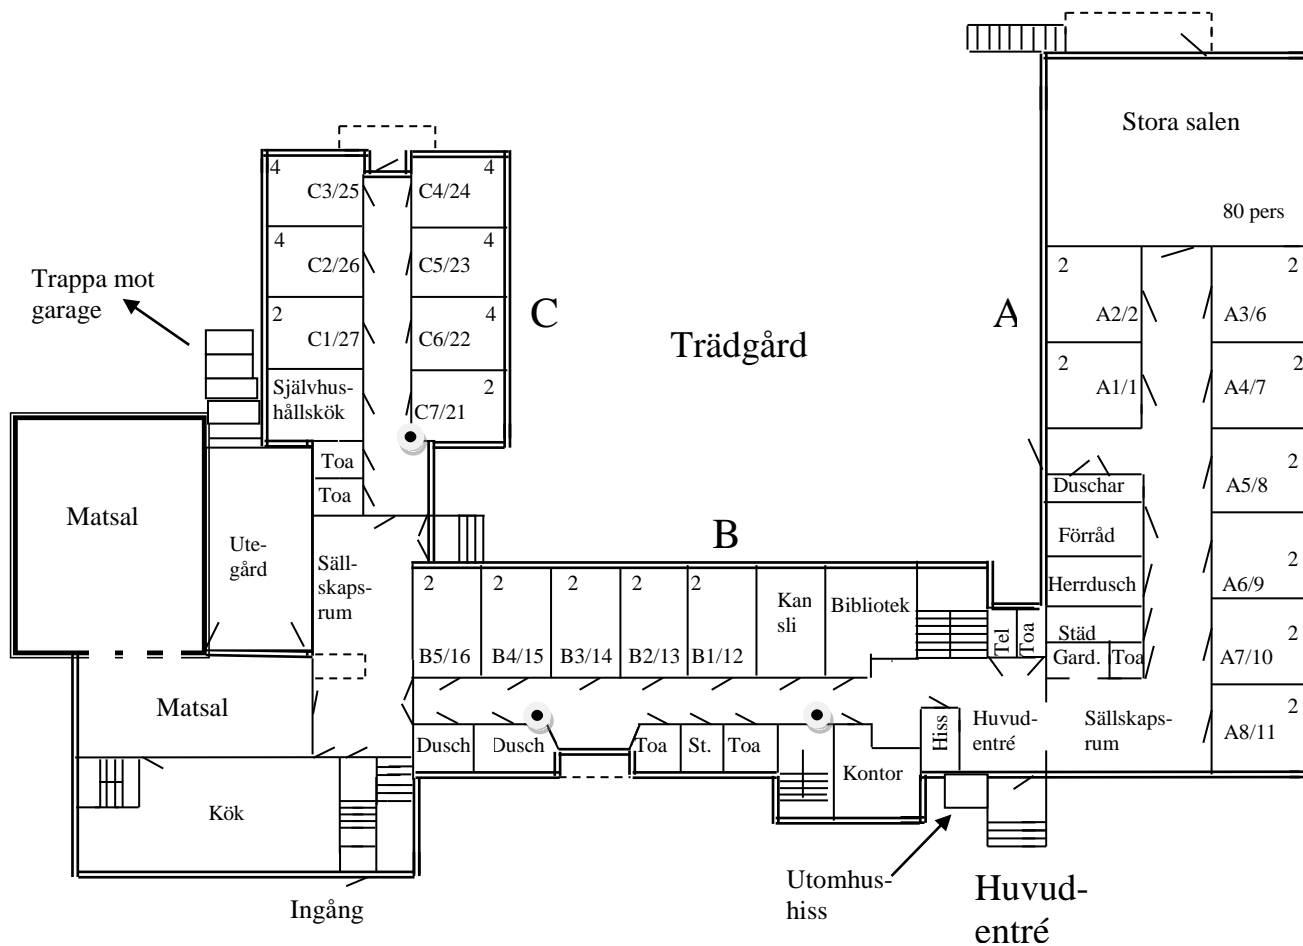 Stora salen
80 pers
4
C3/25
4
C4/24
4
C2/26
4
C5/23
2
C1/27
4
C6/22
Självhus-
hållskök
2
C7/21
Toa
Toa
Trappa mot
garage
C
Trädgård
A
2
A2/2
2
A3/6
2
A1/1
2
A4/7
Duschar
2
A5/8
Förråd
2
A6/9
Herrdusch
Städ
2
A7/10
Gard.
Toa
2
A8/11
Matsal
Ute-
gård
Säll-
skaps-
rum
B
2
B5/16
2
B4/15
2
B3/14
2
B2/13
2
B1/12
Kan
sli
Bibliotek
Tel
Toa
Matsal
Dusch
Dusch
Toa
St.
Toa
Kontor
Hiss
Huvud-
entré
Sällskaps-
rum
Kök
Ingång
Utomhus-
hiss
Huvud-
entré